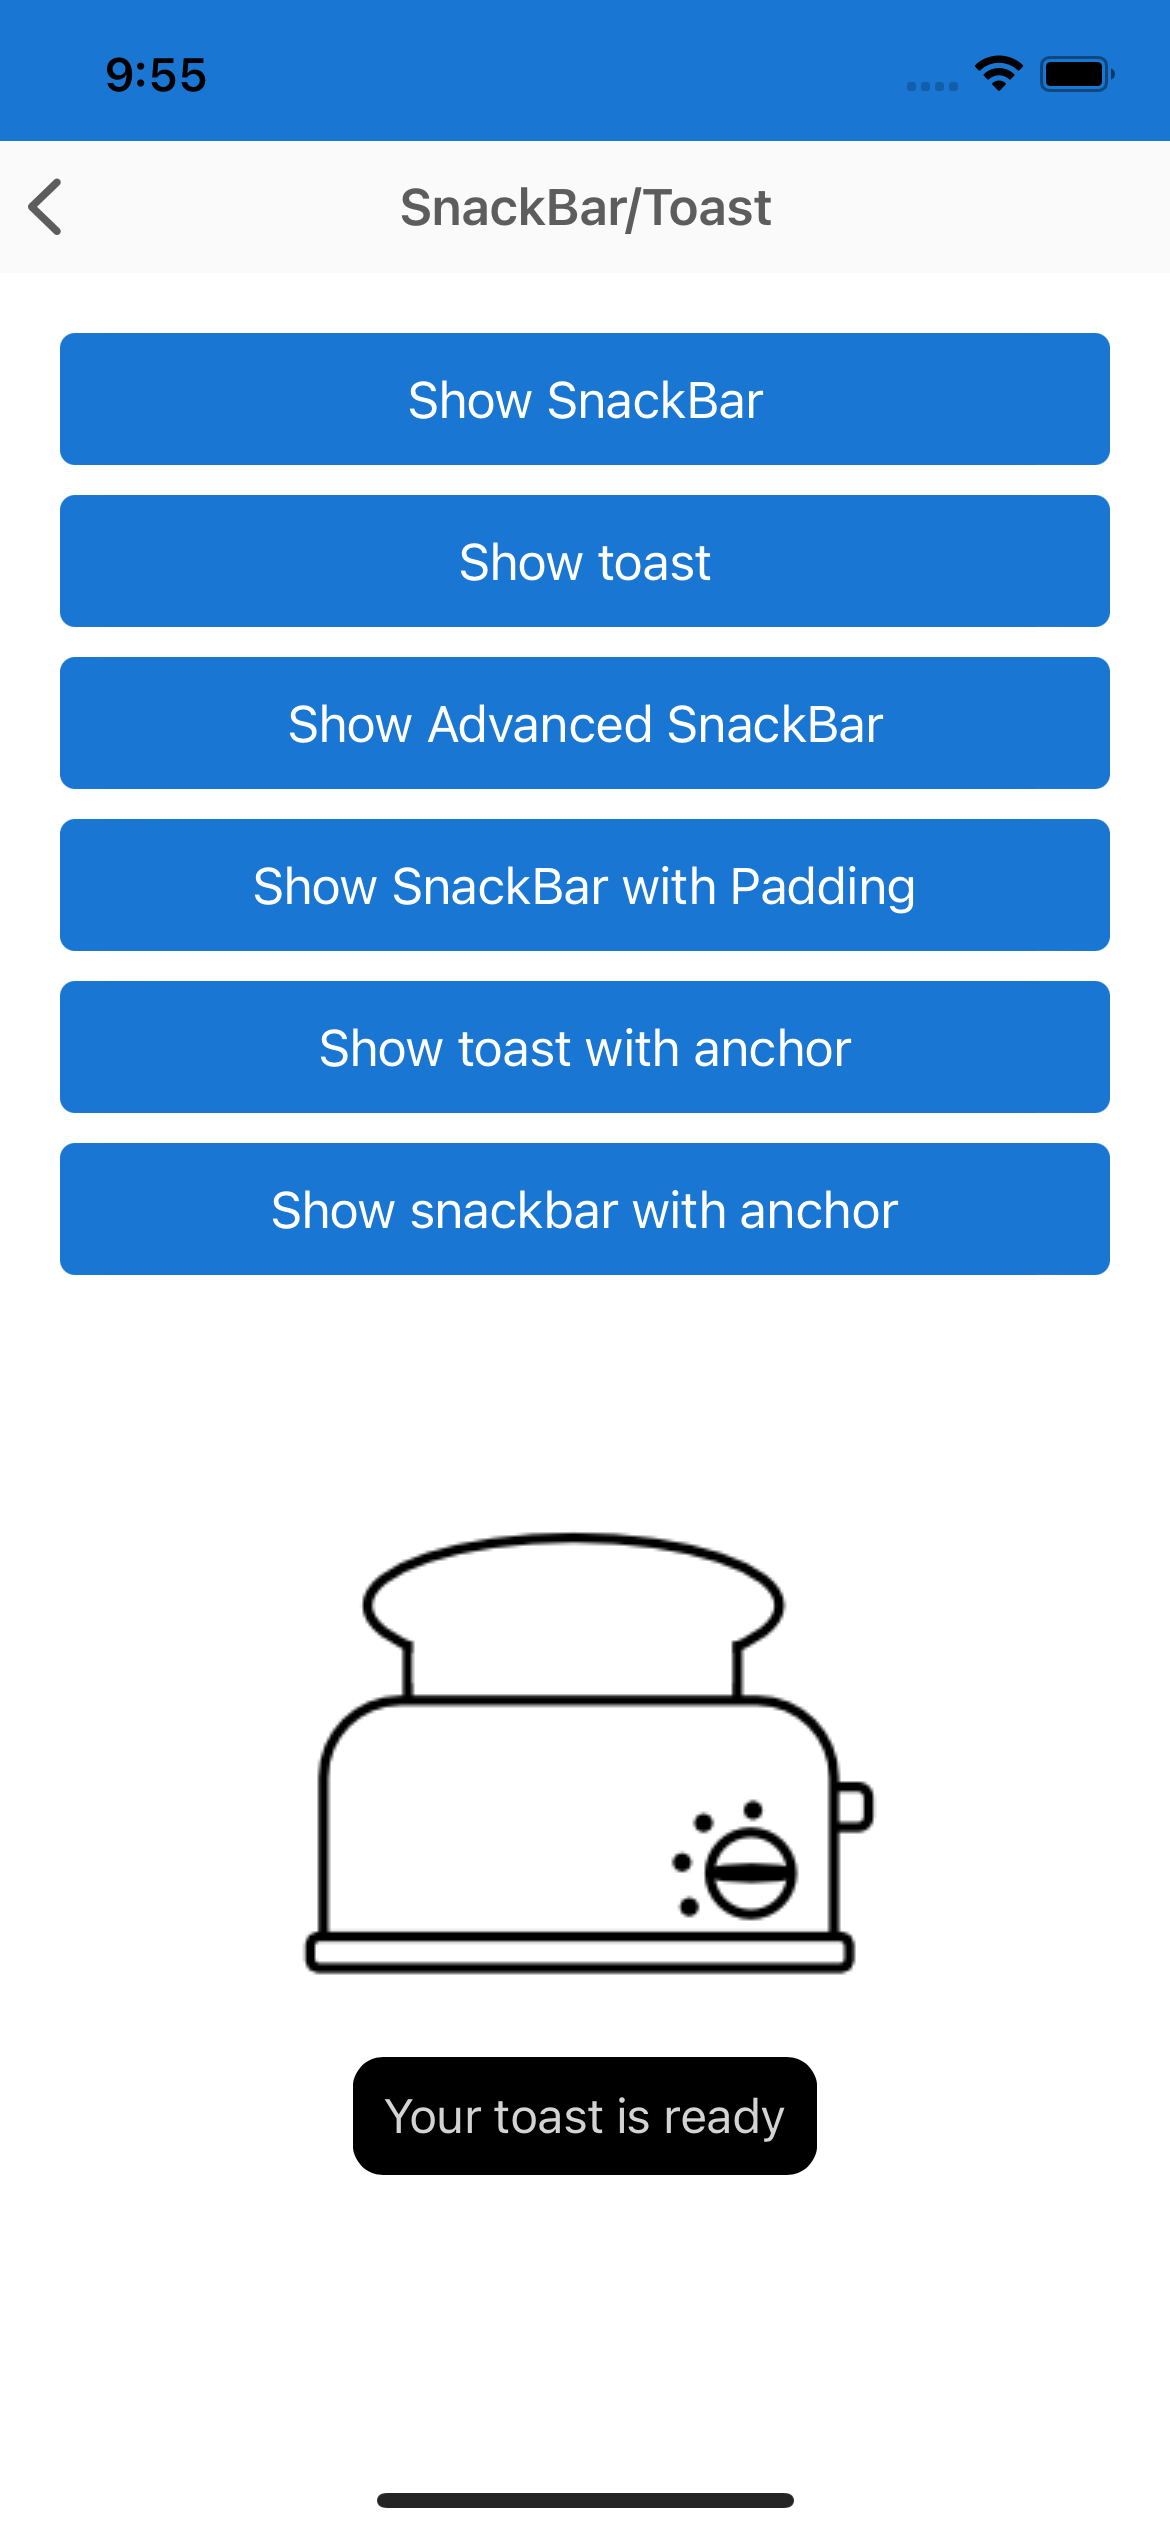 9:55
SnackBar/Toast
Show SnackBar
Show toast
Show Advanced SnackBar
Show SnackBar with Padding
Show toast with anchor
Show snackbar with anchor
Your toast is ready